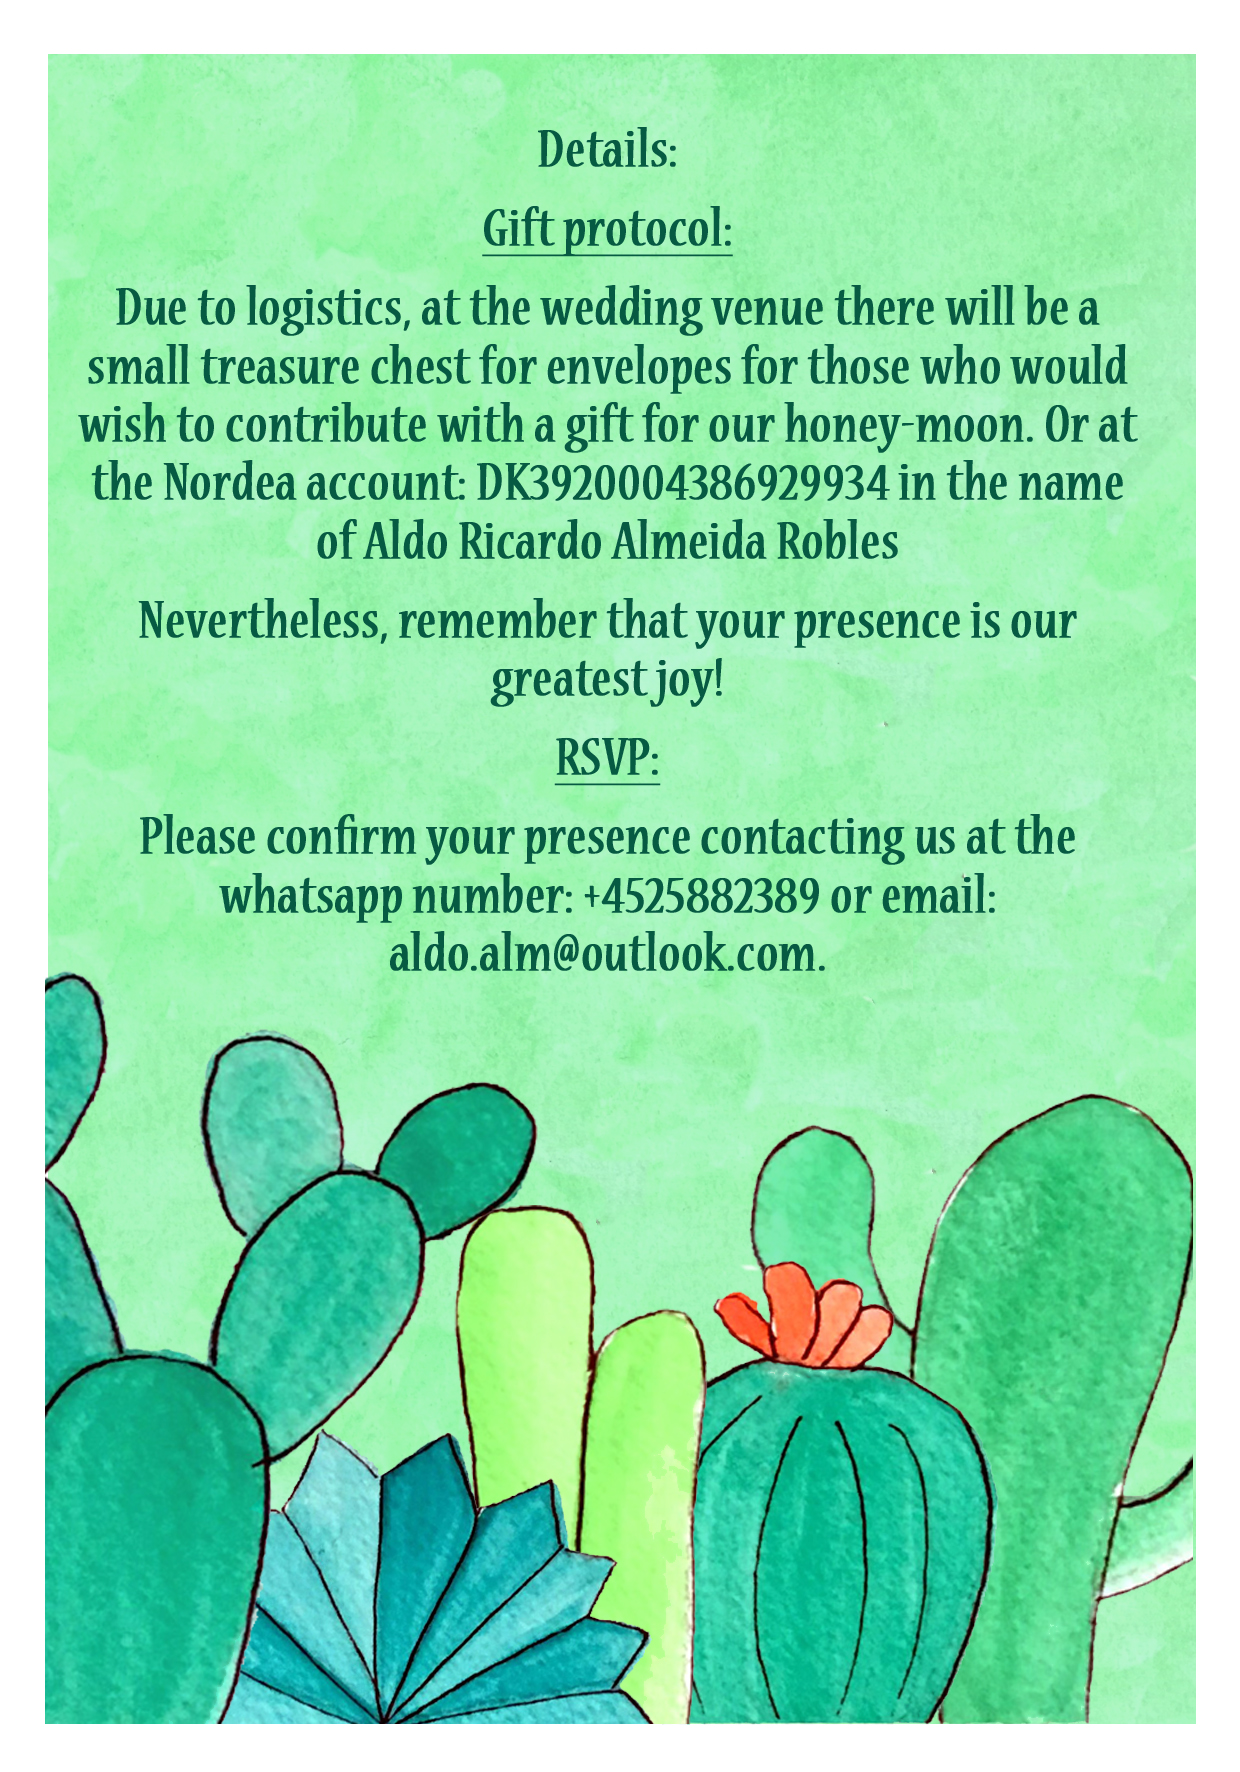 Details:
Gift protocol:
Due to logistics, at the wedding venue there will be a
small treasure chest for envelopes for those who would
wish to contribute with a gift for our honey-moon. Or at
the Nordea account: DK3920004386929934 in the name
of Aldo Ricardo Almeida Robles
Nevertheless, remember that your presence is our
greatest joy!
RSVP:
Please confirm your presence contacting us at the
whatsapp number: +4525882389 or email:
aldo.alm@outlook.com.